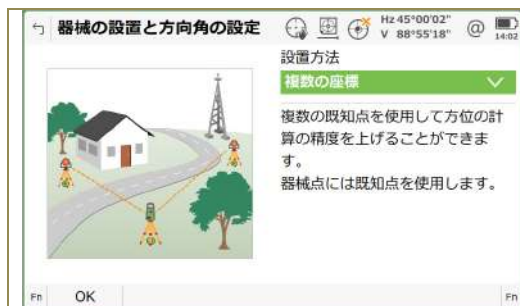 器械の設置と方向角の設定
Hz 45°00'02"
V 88°55'18"
@
14:02
設置方法
複数の座標
複数の既知点を使用して方位の計
算の精度を上げることができま
す。
器械点には既知点を使用します。
Fn OK Fn